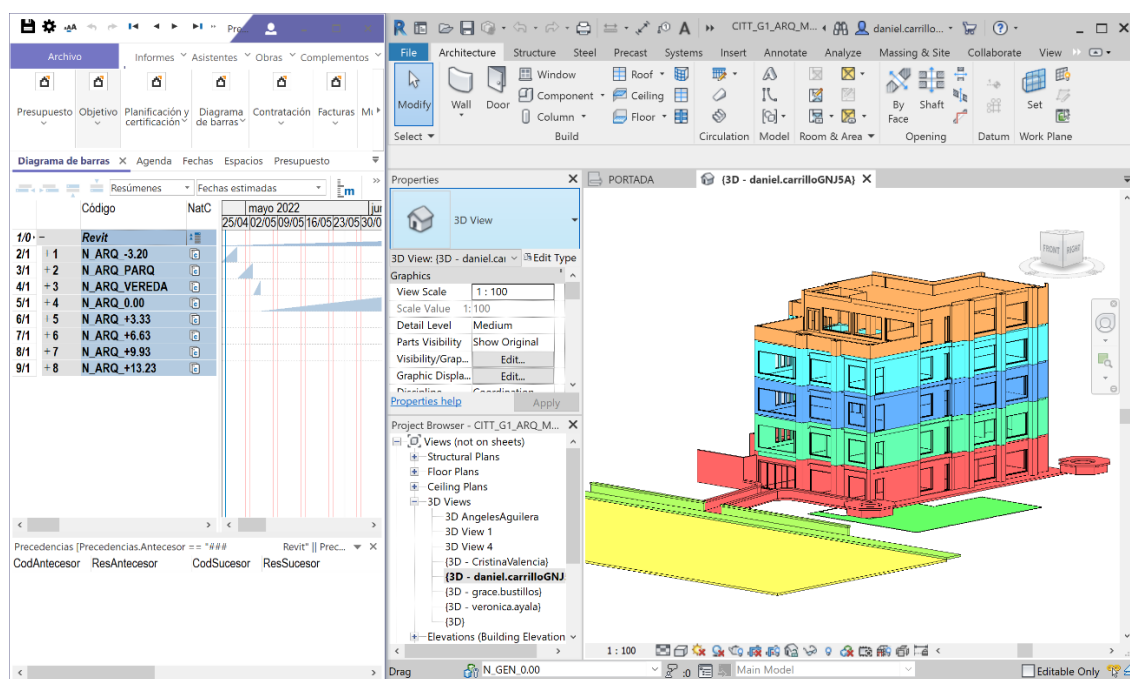 Pre
Archivo
Informes
Asistentes
Obras
Complementos
Presupuesto
Objetivo
Planificación y
certificación
Diagrama
de barras
Contratación
Facturas
Diagrama de barras
Agenda
Fechas
Espacios
Presupuesto
Resúmenes
Fechas estimadas
m
Código
NatC
mayo 2022
25/04 02/05 09/05 16/05 23/05 30/0
1/0 - Revit
2/1 1 N_ARQ_-3.20
3/1 + 2 N_ARQ_PARQ
4/1 + 3 N_ARQ_VEREDA
5/1 + 4 N_ARQ_0.00
6/1 5 N_ARQ_+3.33
7/1 + 6 N_ARQ_+6.63
8/1 + 7 N_ARQ_+9.93
9/1 + 8 N_ARQ_+13.23
Precedencias [Precedencias.Antecesor == "### Revit" || Prec...
CodAntecesor ResAntecesor CodSucesor ResSucesor
CITT_G1_ARQ_M...
daniel.carrillo...
File Architecture Structure Steel Precast Systems Insert Annotate Analyze Massing & Site Collaborate View
Modify
Wall
Door
Window
Component
Column
Roof
Ceiling
Floor
By
Face
Shaft
Set
Select
Build
Circulation
Model
Room & Area
Opening
Datum
Work Plane
Properties
PORTADA
{3D - daniel.carrilloGNJ5A}
3D View
3D View: {3D - daniel.car
Edit Type
Graphics
View Scale 1 : 100
Scale Value 1: 100
Detail Level Medium
Parts Visibility Show Original
Visibility/Grap... Edit...
Graphic Displa... Edit...
Discipline Coordination
Properties help
Apply
Project Browser - CITT_G1_ARQ_M...
Views (not on sheets)
Structural Plans
Floor Plans
Ceiling Plans
3D Views
3D AngelesAguilera
3D View 1
3D View 4
{3D - CristinaValencia}
{3D - daniel.carrilloGNJ
{3D - grace.bustillos}
{3D - veronica.ayala}
{3D}
Elevations (Building Elevation
FRONT RIGHT
1 : 100
Drag
N_GEN_0.00
:0
Main Model
Editable Only